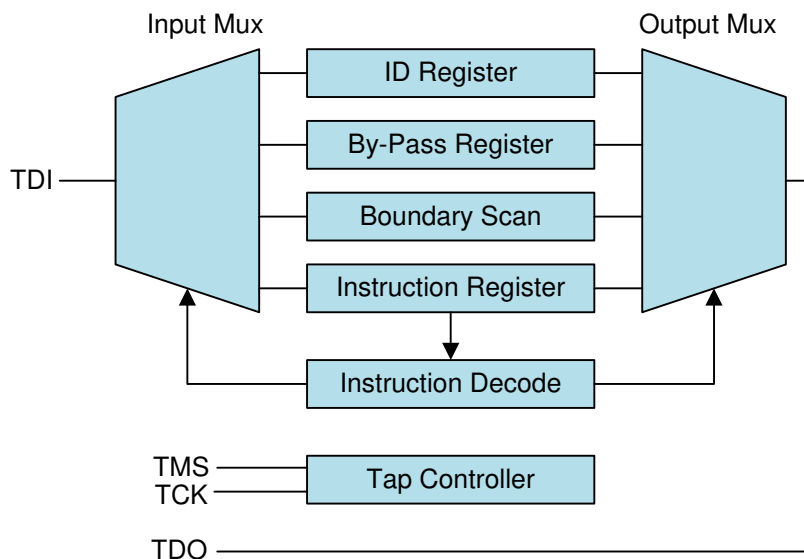 Input Mux
Output Mux
ID Register
By-Pass Register
TDI
Boundary Scan
Instruction Register
Instruction Decode
TMS
Tap Controller
TCK
TDO